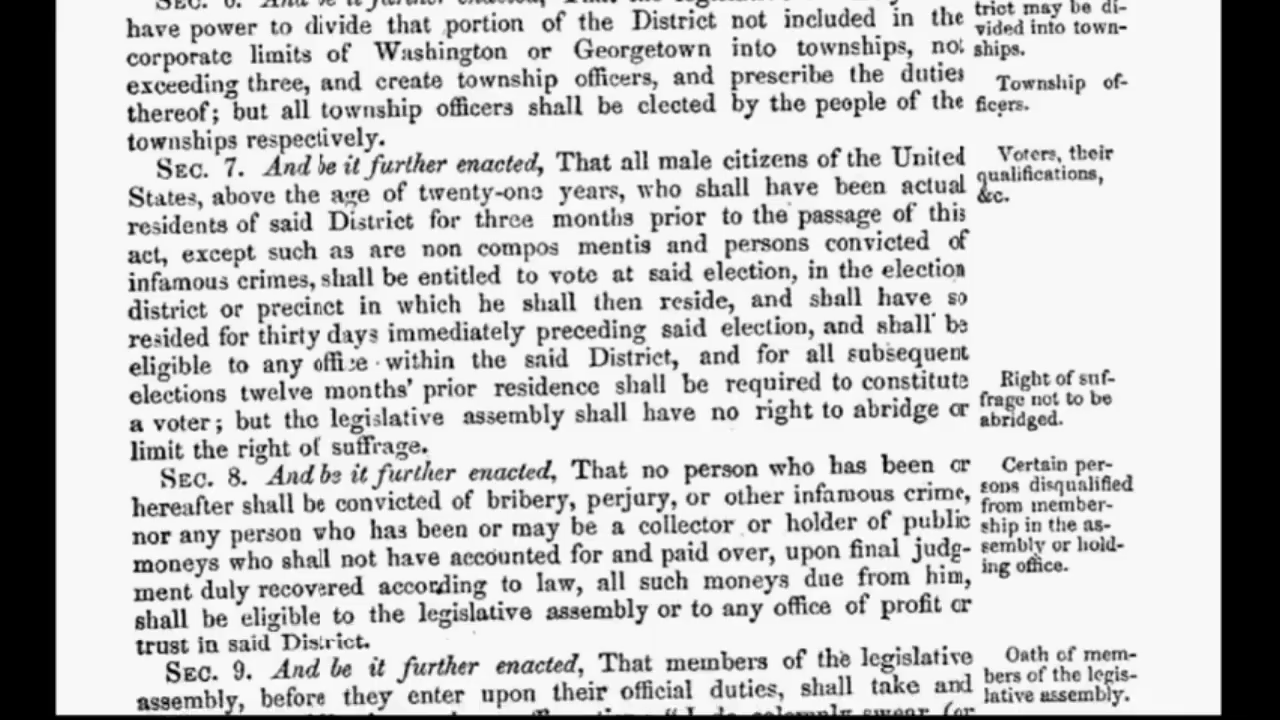 SEC. 6. And be it further enacted, That the
have power to divide that portion of the District not included in the
corporate limits of Washington or Georgetown into townships, not
exceeding three, and create township officers, and prescribe the duties
thereof; but all township officers shall be elected by the people of the
townships respectively.
SEC. 7. And be it further enacted, That all male citizens of the United
States, above the age of twenty-one years, who shall have been actual
residents of said District for three months prior to the passage of this
act, except such as are non compos mentis and persons convicted of
infamous crimes, shall be entitled to vote at said election, in the election
district or precinct in which he shall then reside, and shall have so
resided for thirty days immediately preceding said election, and shall be
eligible to any office within the said District, and for all subsequent
elections twelve months' prior residence shall be required to constitute
a voter; but the legislative assembly shall have no right to abridge or
limit the right of suffrage.
SEC. 8. And be it further enacted, That no person who has been or
hereafter shall be convicted of bribery, perjury, or other infamous crime,
nor any person who has been or may be a collector or holder of public
moneys who shall not have accounted for and paid over, upon final judg-
ment duly recovered according to law, all such moneys due from him,
shall be eligible to the legislative assembly or to any office of profit or
trust in said District.
SEC. 9. And be it further enacted, That members of the legislative
assembly, before they enter upon their official duties, shall take and
"I do solemnly swear (or
trict may be di-
vided into town-
ships.
Township of-
ficers.
Voters, their
qualifications,
&c.
Right of suf-
frage not to be
abridged.
Certain per-
sons disqualified
from member-
ship in the as-
sembly or hold-
ing office.
Oath of mem-
bers of the legis-
lative assembly.